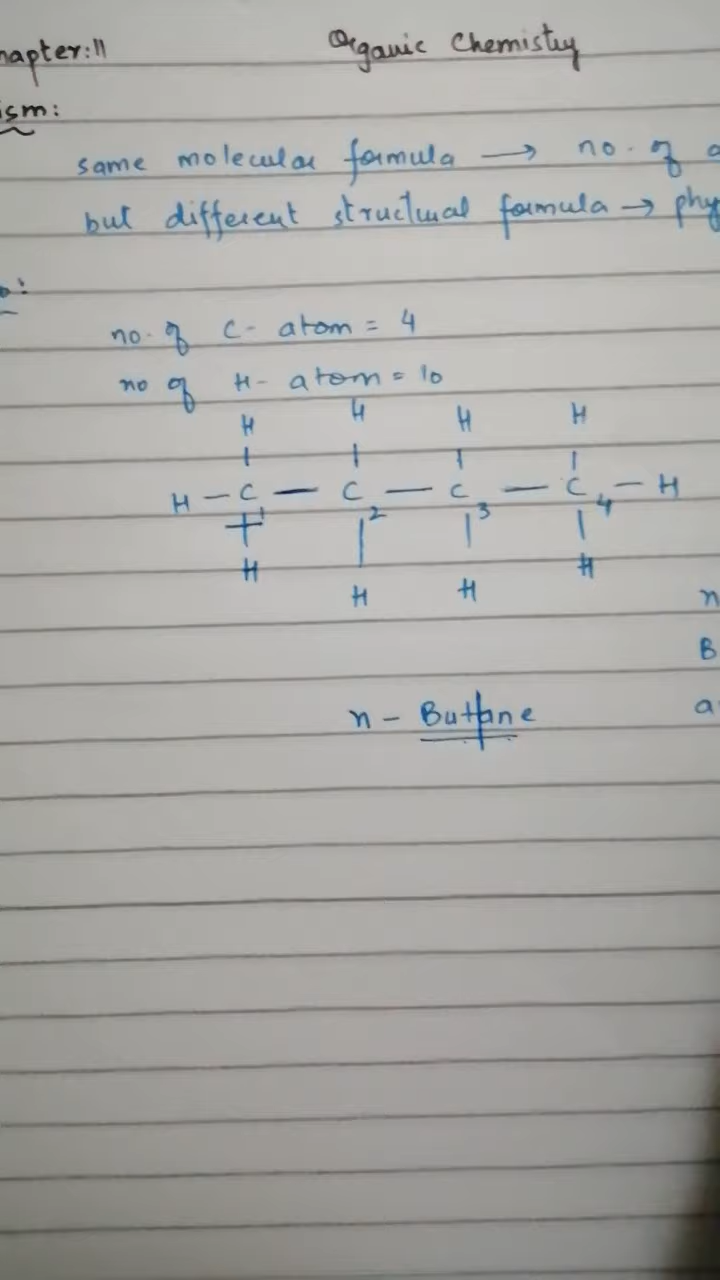 hapter:11 Organic Chemistry
ism:
same molecular formula → no. of
but different structural formula → phy
no. of C- atom = 4
no of H- atom = 10
H H H H
H - C - C - C - C - H
1 2 3 4
H H H H
n
B
n - Butane a